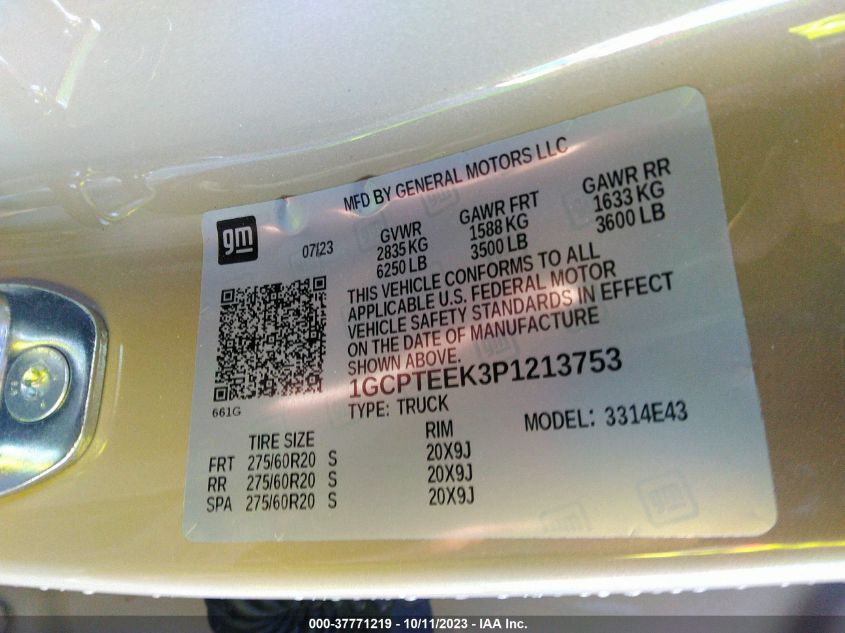 MFD BY GENERAL MOTORS LLC
gm
07/23
GVWR
2835 KG
6250 LB
GAWR FRT
1588 KG
3500 LB
GAWR RR
1633 KG
3600 LB
THIS VEHICLE CONFORMS TO ALL
APPLICABLE U.S. FEDERAL MOTOR
VEHICLE SAFETY STANDARDS IN EFFECT
ON THE DATE OF MANUFACTURE
SHOWN ABOVE.
1GCPTEEK3P1213753
661G
TYPE: TRUCK
MODEL: 3314E43
TIRE SIZE RIM
FRT 275/60R20 S 20X9J
RR 275/60R20 S 20X9J
SPA 275/60R20 S 20X9J
gm
000-37771219 - 10/11/2023 - IAA Inc.